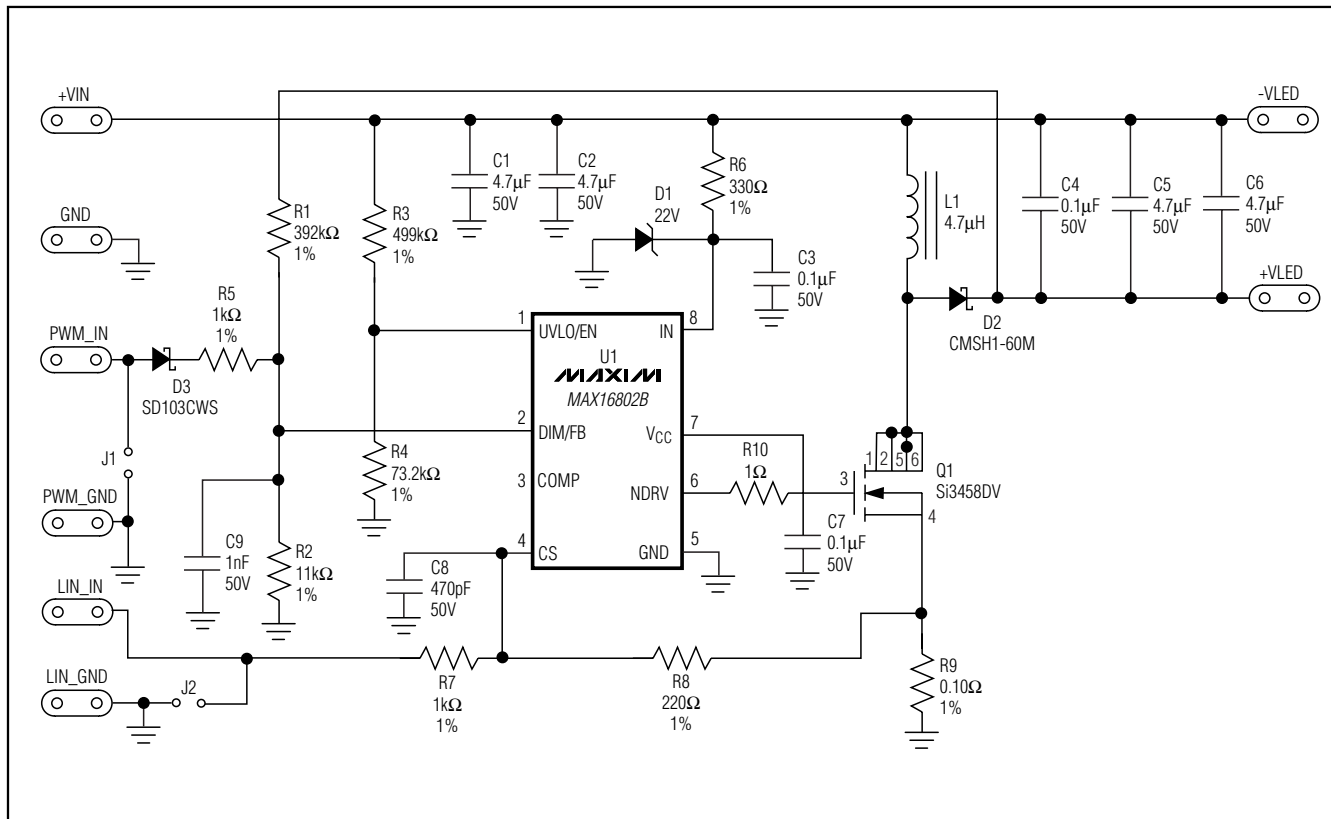 +VIN
-VLED
GND
+VLED
PWM_IN
PWM_GND
LIN_IN
LIN_GND
J1
J2
R1
392kΩ
1%
R3
499kΩ
1%
C1
4.7µF
50V
C2
4.7µF
50V
R6
330Ω
1%
D1
22V
C3
0.1µF
50V
L1
4.7µH
C4
0.1µF
50V
C5
4.7µF
50V
C6
4.7µF
50V
D2
CMSH1-60M
R5
1kΩ
1%
D3
SD103CWS
1
UVLO/EN
IN
8
U1
MAXIM
MAX16802B
2
DIM/FB
VCC
7
3
COMP
NDRV
6
4
CS
GND
5
R4
73.2kΩ
1%
R10
1Ω
1
2
5
6
3
4
Q1
Si3458DV
C7
0.1µF
50V
C9
1nF
50V
R2
11kΩ
1%
C8
470pF
50V
R7
1kΩ
1%
R8
220Ω
1%
R9
0.10Ω
1%